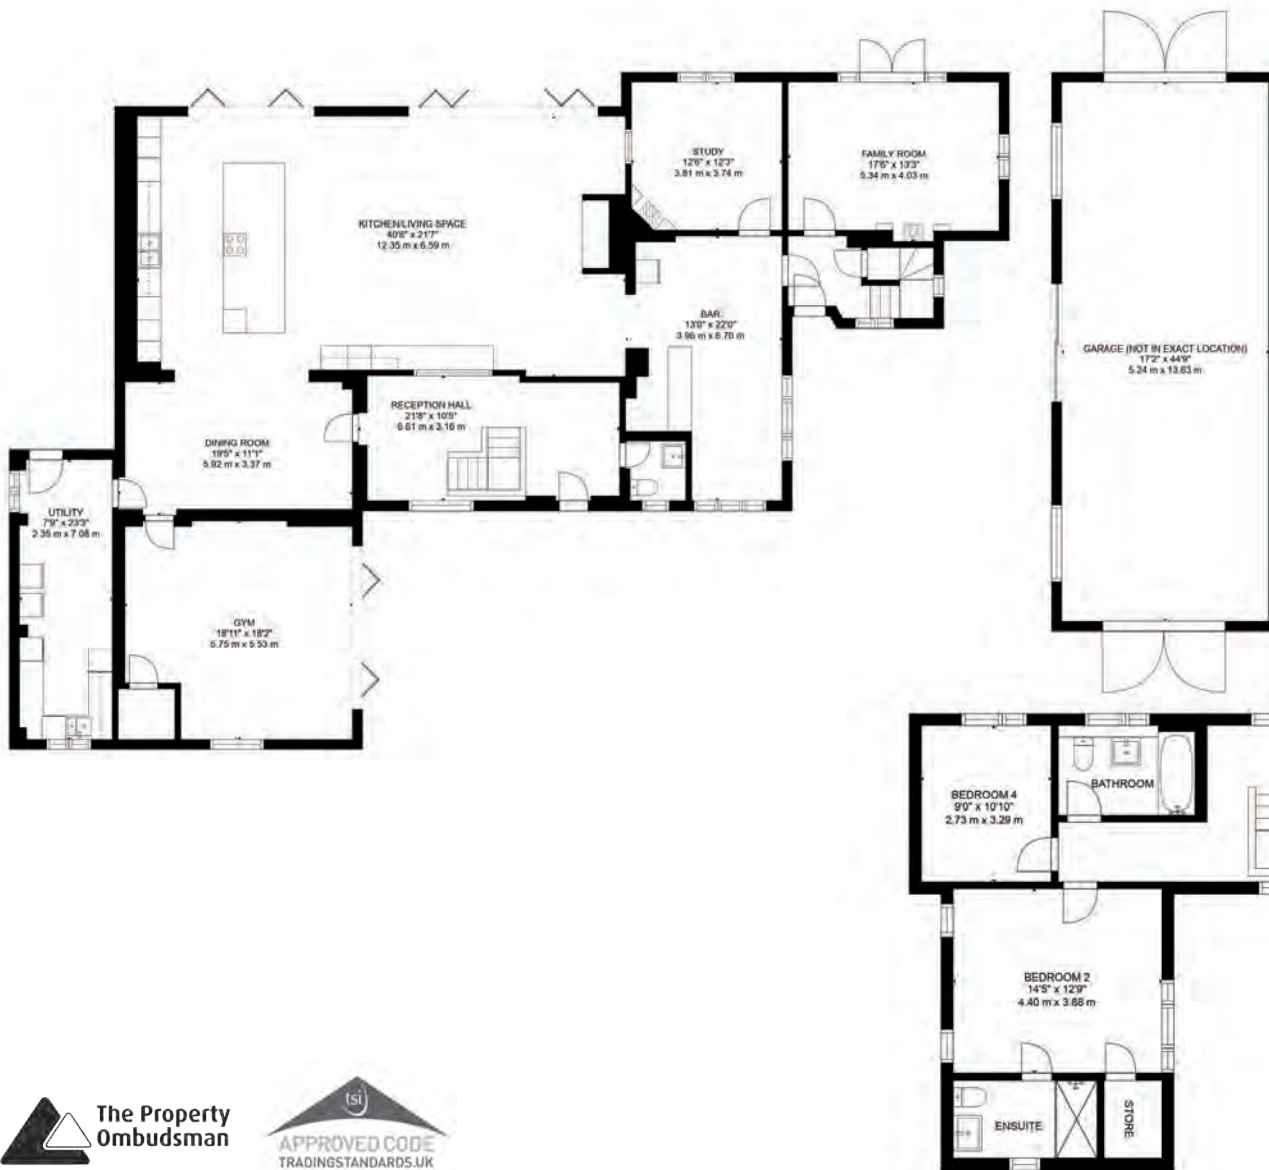 STUDY
12'6" x 12'3"
3.81 m x 3.74 m
FAMILY ROOM
17'6" x 13'3"
5.34 m x 4.03 m
KITCHEN/LIVING SPACE
40'6" x 21'7"
12.35 m x 6.59 m
BAR
13'0" x 22'0"
3.96 m x 6.70 m
GARAGE (NOT IN EXACT LOCATION)
17'2" x 44'9"
5.24 m x 13.63 m
RECEPTION HALL
21'8" x 10'5"
6.61 m x 3.16 m
DINING ROOM
19'5" x 11'1"
5.92 m x 3.37 m
UTILITY
7'9" x 23'3"
2.35 m x 7.08 m
GYM
18'11" x 18'2"
5.75 m x 5.53 m
BEDROOM 4
9'0" x 10'10"
2.73 m x 3.29 m
BATHROOM
BEDROOM 2
14'5" x 12'9"
4.40 m x 3.88 m
ENSUITE
STORE
The Property
Ombudsman
tsi
APPROVED CODE
TRADINGSTANDARDS.UK